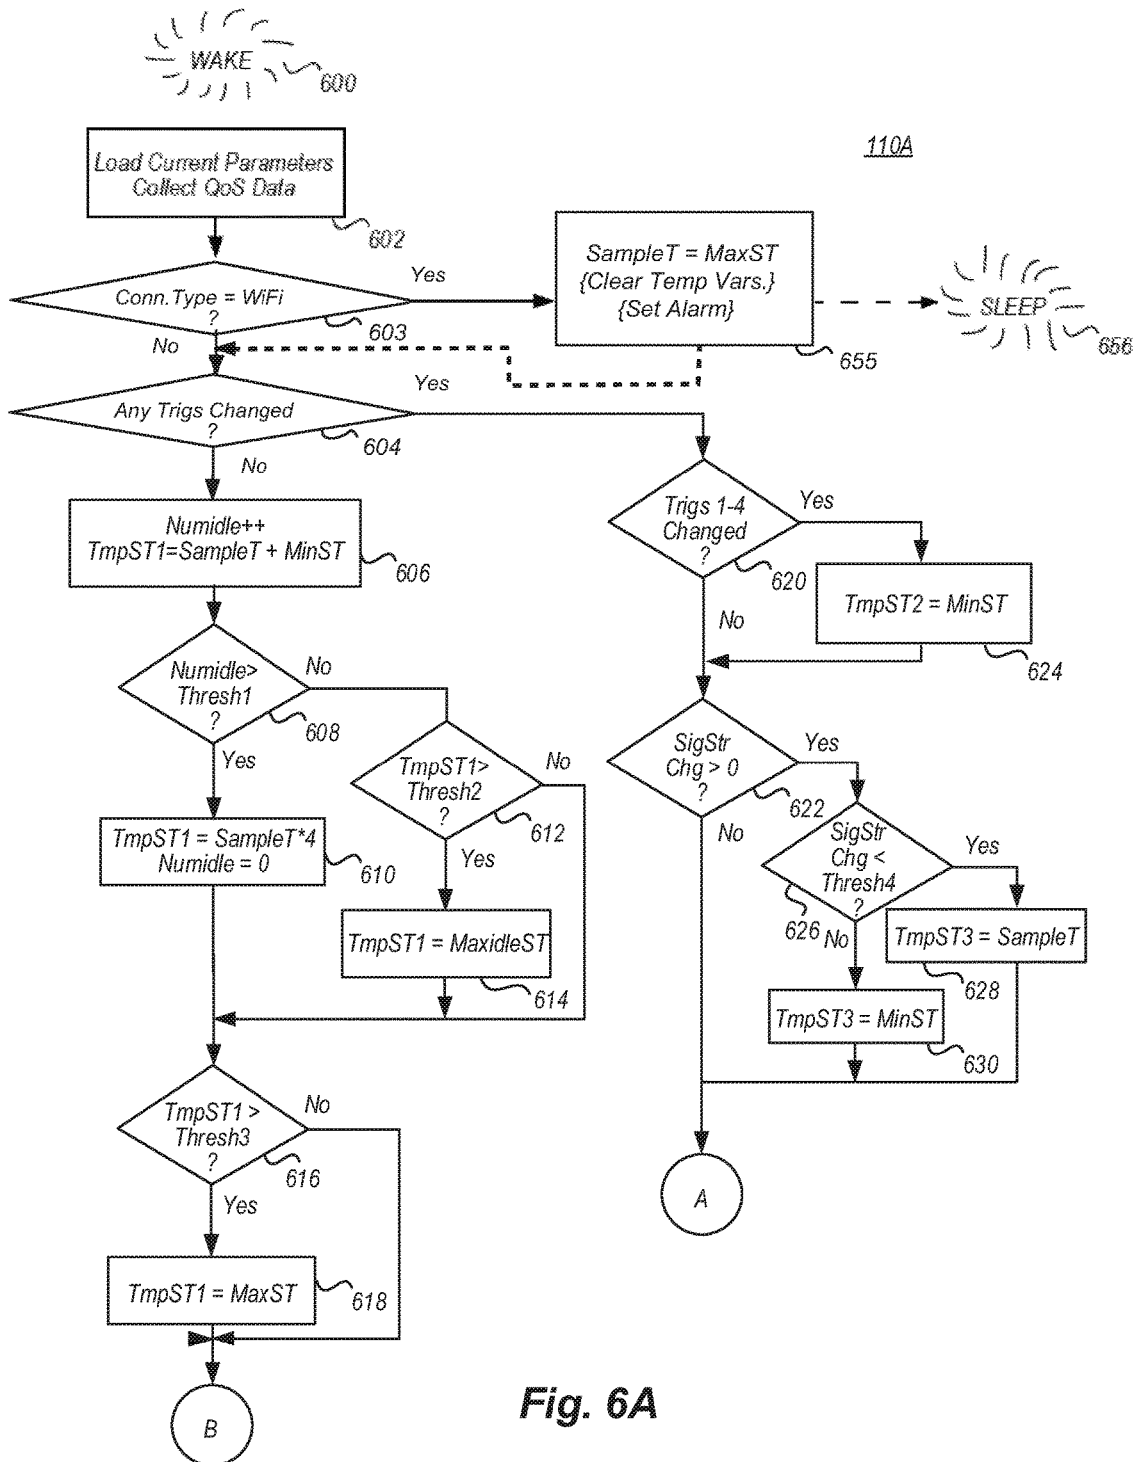 WAKE
600
110A
Load Current Parameters
Collect QoS Data
602
SampleT = MaxST
{Clear Temp Vars.}
{Set Alarm}
655
SLEEP
656
Conn.Type = WiFi
?
603
Yes
No
Any Trigs Changed
?
604
Yes
No
Numidle++
TmpST1=SampleT + MinST
606
Trigs 1-4
Changed
?
620
Yes
No
TmpST2 = MinST
624
Numidle>
Thresh1
?
608
No
Yes
TmpST1>
Thresh2
?
612
No
Yes
SigStr
Chg > 0
?
622
Yes
No
TmpST1 = SampleT*4
Numidle = 0
610
SigStr
Chg <
Thresh4
?
626
Yes
No
TmpST1 = MaxidleST
614
TmpST3 = SampleT
628
TmpST3 = MinST
630
TmpST1 >
Thresh3
?
616
No
Yes
A
TmpST1 = MaxST
618
B
Fig. 6A